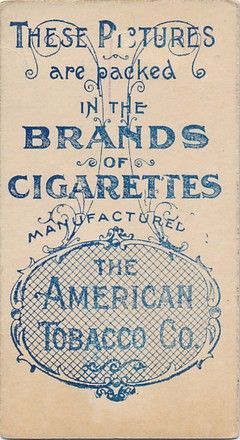 THESE PICTURES
are packed
IN THE
BRANDS
OF
CIGARETTES
MANUFACTURED
THE
AMERICAN
TOBACCO CO.